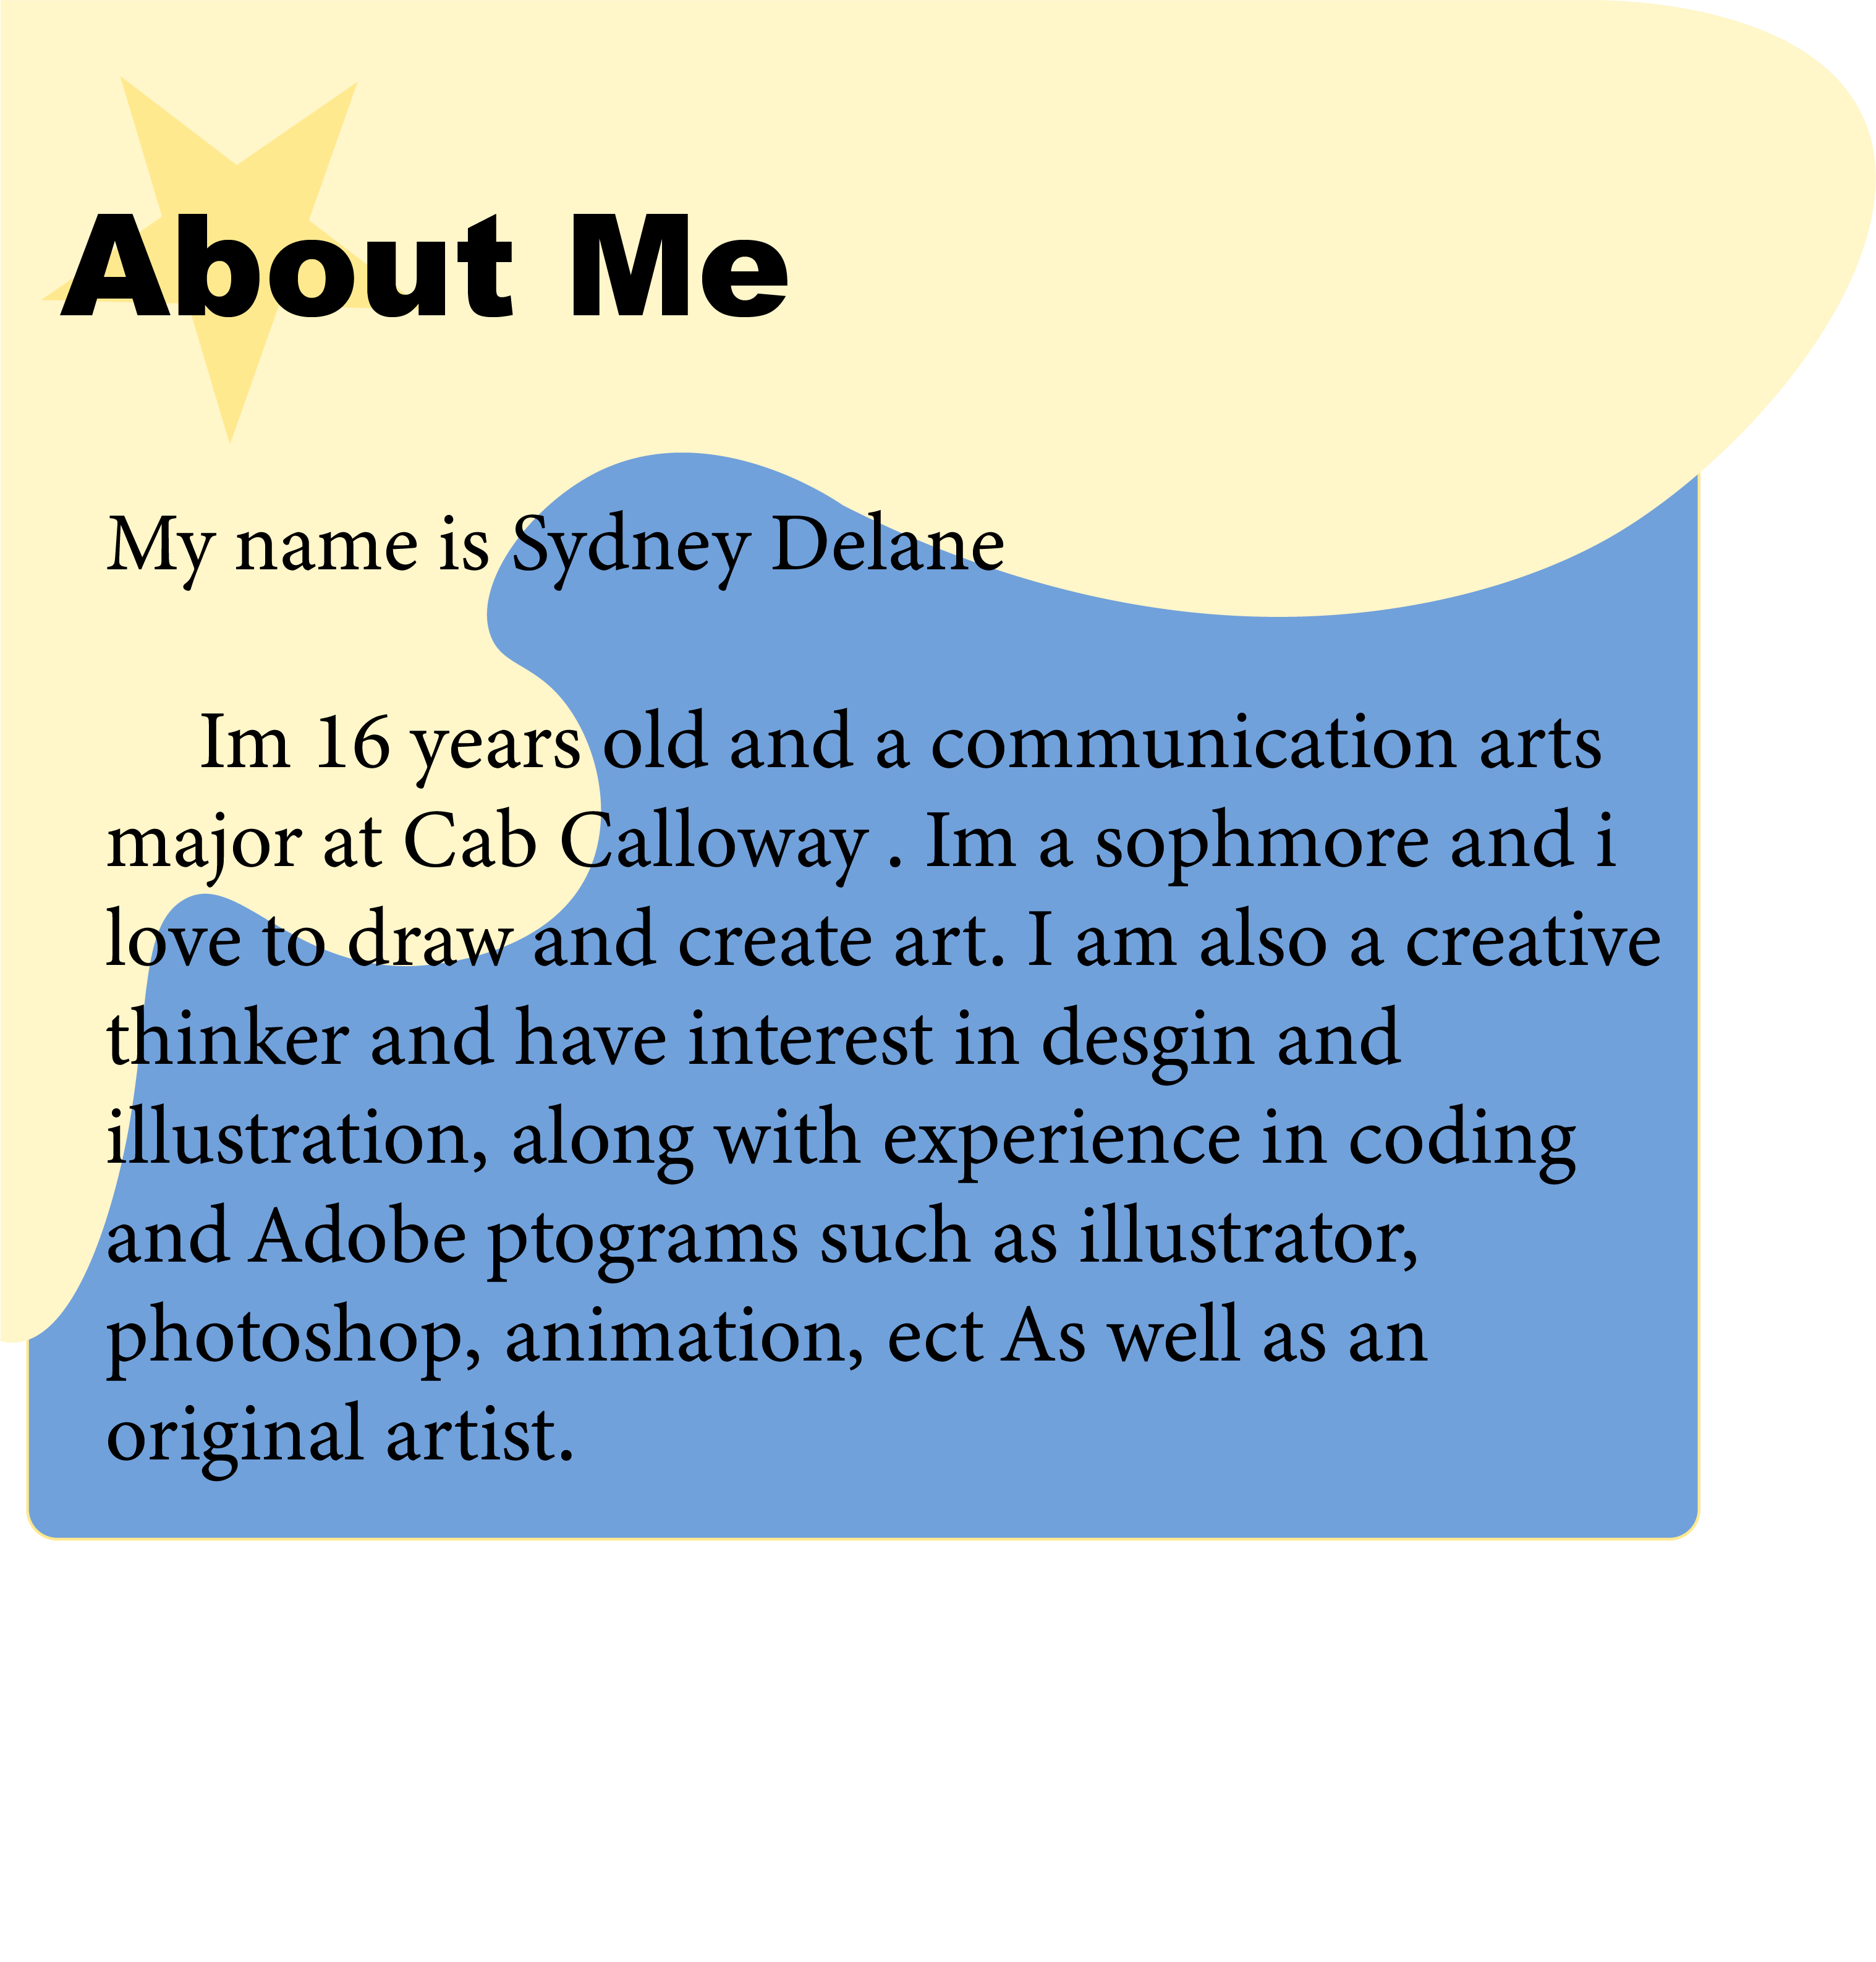 About Me
My name is Sydney Delane
Im 16 years old and a communication arts
major at Cab Calloway . Im a sophmore and i
love to draw and create art. I am also a creative
thinker and have interest in desgin and
illustration, along with experience in coding
and Adobe ptograms such as illustrator,
photoshop, animation, ect As well as an
original artist.